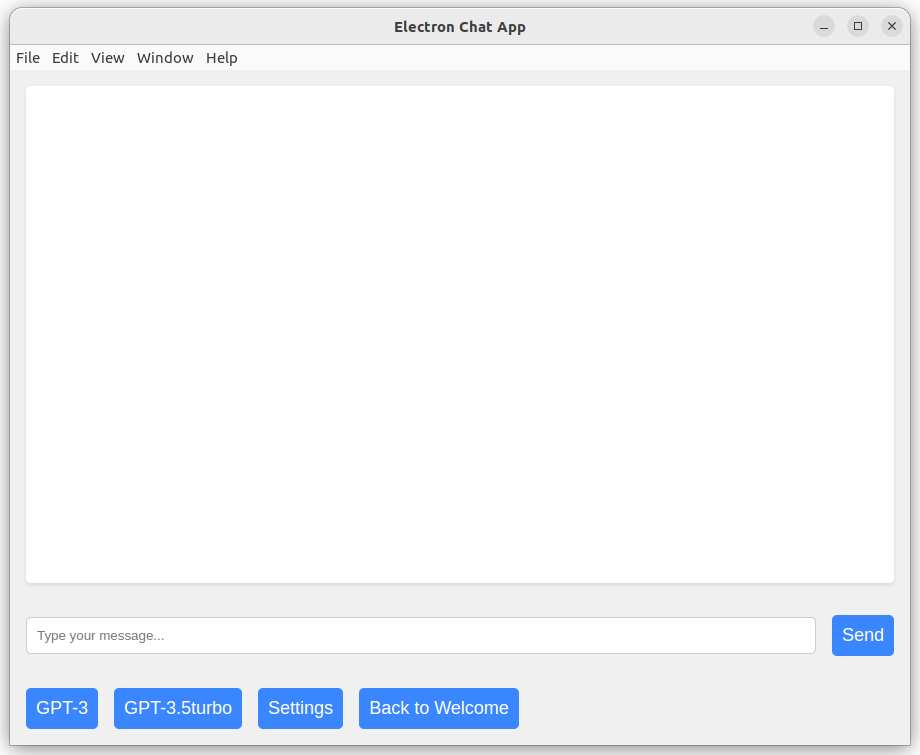 Electron Chat App
File Edit View Window Help
Type your message...
Send
GPT-3 GPT-3.5turbo Settings Back to Welcome